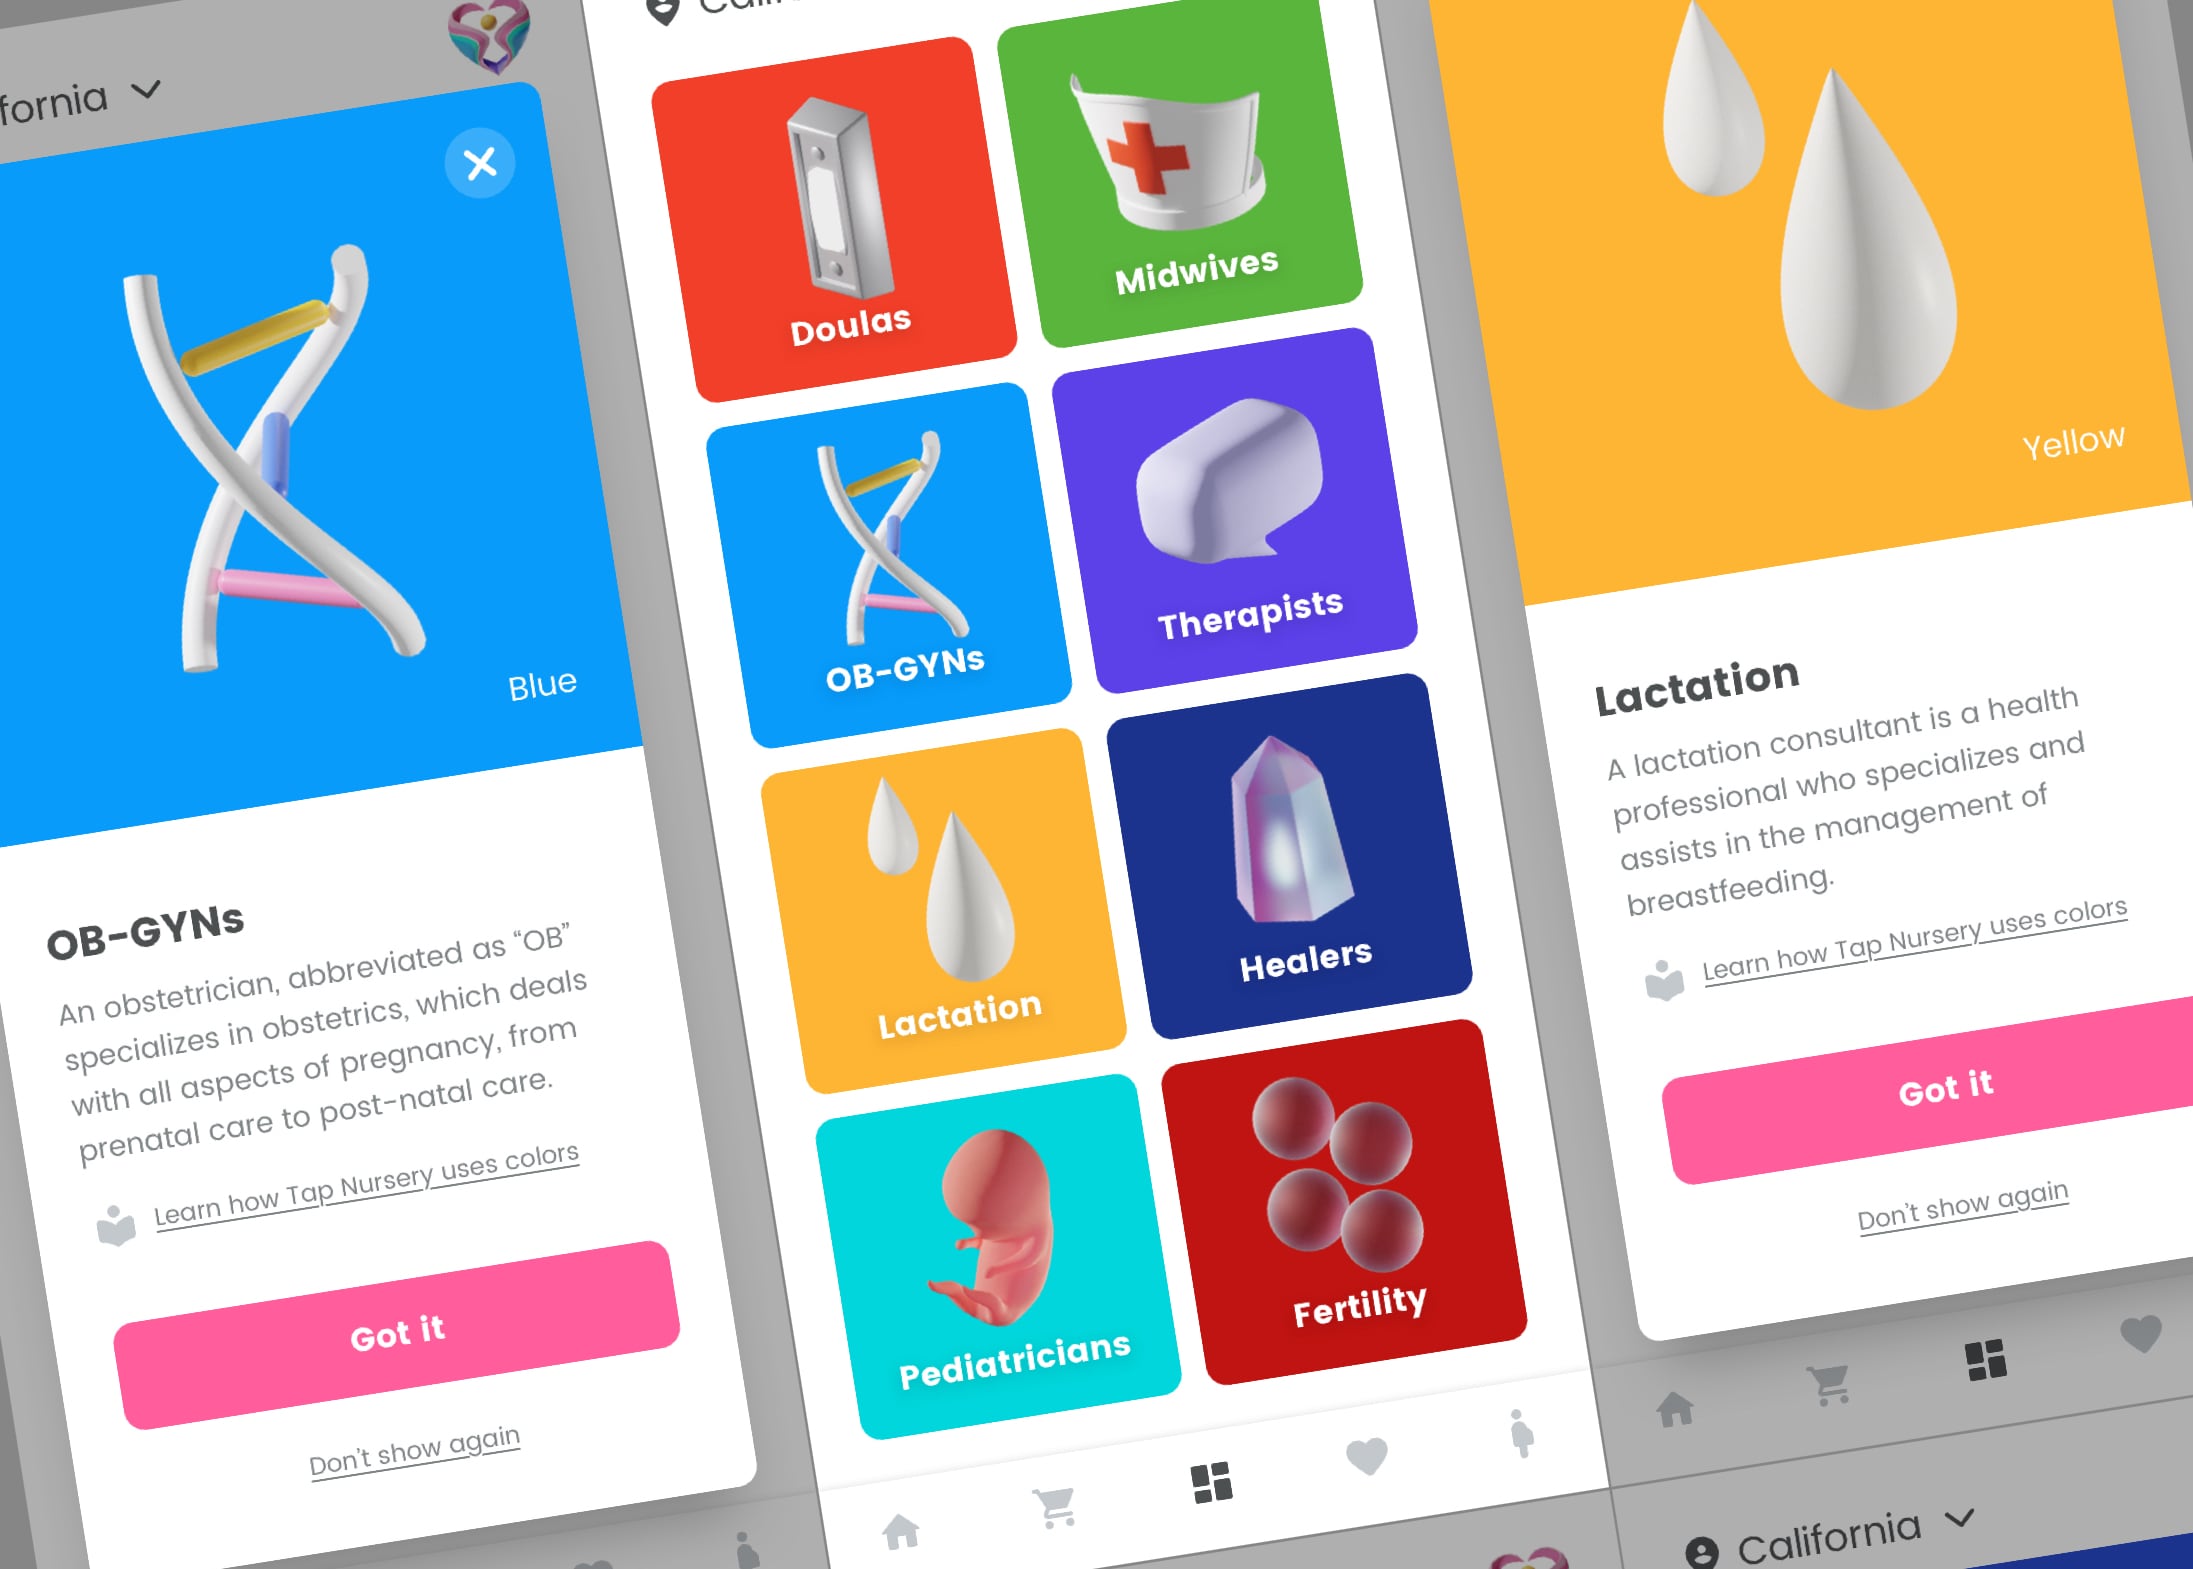 fornia
Blue
OB-GYNs
An obstetrician, abbreviated as “OB”
specializes in obstetrics, which deals
with all aspects of pregnancy, from
prenatal care to post-natal care.
Learn how Tap Nursery uses colors
Got it
Don't show again
Doulas
Midwives
OB-GYNs
Therapists
Lactation
Healers
Pediatricians
Fertility
Yellow
Lactation
A lactation consultant is a health
professional who specializes and
assists in the management of
breastfeeding.
Learn how Tap Nursery uses colors
Got it
Don't show again
California